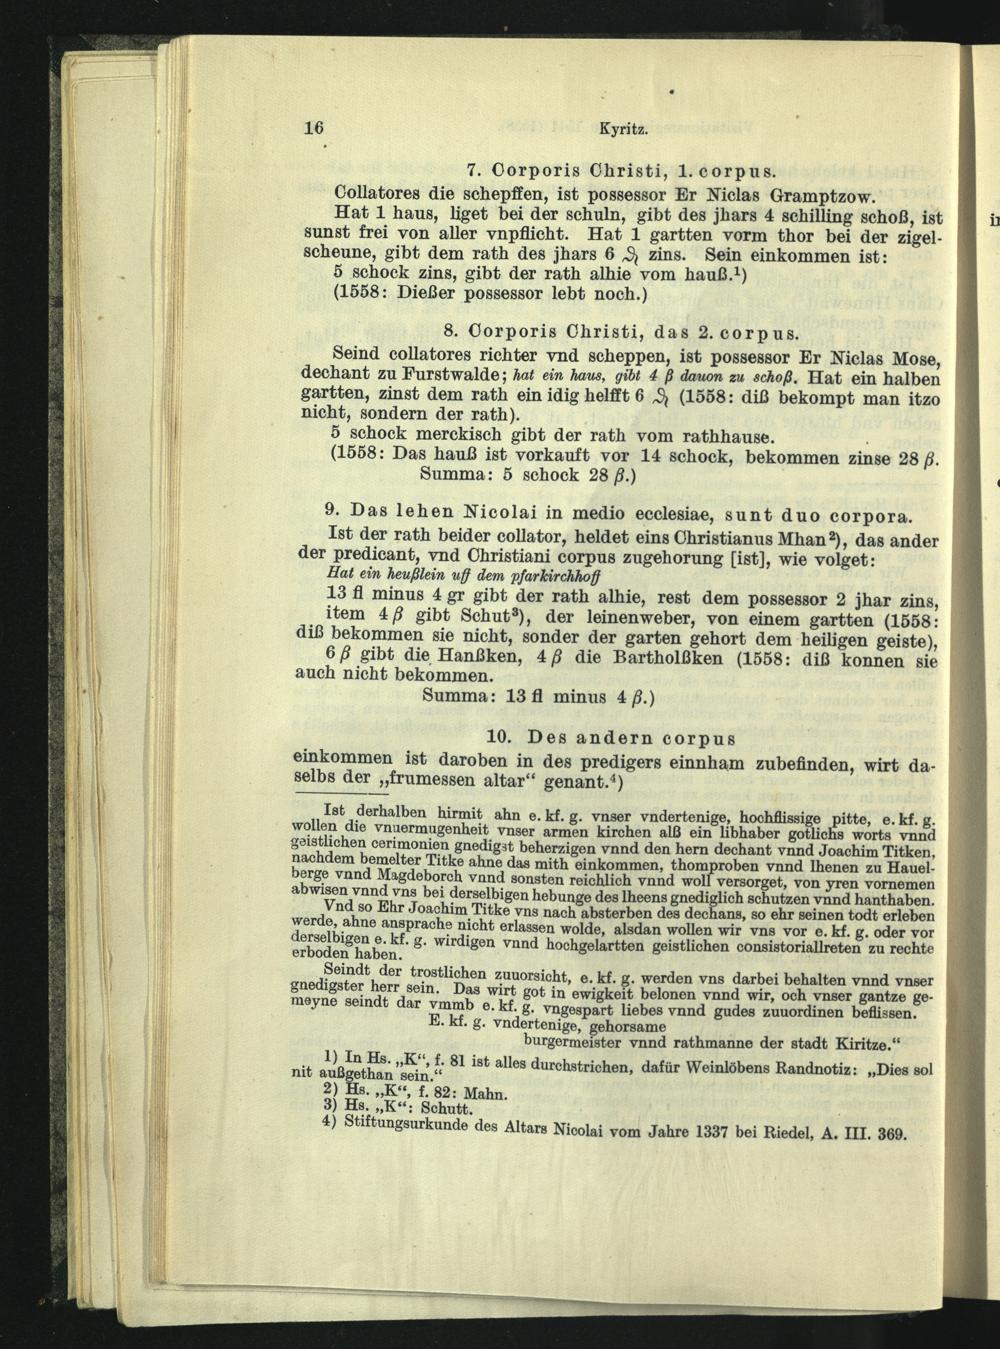 16 Kyritz.
7. Corporis Christi, 1. corpus.
Collatores die schepffen, ist possessor Er Niclas Gramptzow.
Hat 1 haus, liget bei der schuln, gibt des jhars 4 schilling schoß, ist
sunst frei von aller vnpflicht. Hat 1 gartten vorm thor bei der zigel-
scheune, gibt dem rath des jhars 6 ₰ zins. Sein einkommen ist:
5 schock zins, gibt der rath alhie vom hauß.¹)
(1558: Dießer possessor lebt noch.)
8. Corporis Christi, das 2. corpus.
Seind collatores richter vnd scheppen, ist possessor Er Niclas Mose,
dechant zu Furstwalde; hat ein haus, gibt 4 β dauon zu schoß. Hat ein halben
gartten, zinst dem rath ein idig helfft 6 ₰ (1558: diß bekompt man itzo
nicht, sondern der rath).
5 schock merckisch gibt der rath vom rathhause.
(1558: Das hauß ist vorkauft vor 14 schock, bekommen zinse 28 β.
Summa: 5 schock 28 β.)
9. Das lehen Nicolai in medio ecclesiae, sunt duo corpora.
Ist der rath beider collator, heldet eins Christianus Mhan²), das ander
der predicant, vnd Christiani corpus zugehorung [ist], wie volget:
Hat ein heußlein uff dem pfarkirchhoff
13 fl minus 4 gr gibt der rath alhie, rest dem possessor 2 jhar zins,
item 4 β gibt Schut³), der leinenweber, von einem gartten (1558:
diß bekommen sie nicht, sonder der garten gehort dem heiligen geiste),
6 β gibt die Hanßken, 4 β die Bartholßken (1558: diß konnen sie
auch nicht bekommen.
Summa: 13 fl minus 4 β.)
10. Des andern corpus
einkommen ist daroben in des predigers einnham zubefinden, wirt da-
selbs der „frumessen altar“ genant.⁴)
Ist derhalben hirmit ahn e. kf. g. vnser vndertenige, hochflissige pitte, e. kf. g.
wollen die vnuermugenheit vnser armen kirchen alß ein libhaber gotlichs worts vnnd
geistlichen cerimonien gnedigst beherzigen vnnd den hern dechant vnnd Joachim Titken,
nachdem bemelter Titke ahne das mith einkommen, thomproben vnnd lhenen zu Hauel-
berge vnnd Magdeborch vnnd sonsten reichlich vnnd woll versorget, von yren vornemen
abwisen vnnd vns bei derselbigen hebunge des lheens gnediglich schutzen vnnd hanthaben.
Vnd so Ehr Joachim Titke vns nach absterben des dechans, so ehr seinen todt erleben
werde, ahne ansprache nicht erlassen wolde, alsdan wollen wir vns vor e. kf. g. oder vor
derselbigen e. kf. g. wirdigen vnnd hochgelartten geistlichen consistoriallreten zu rechte
erboden haben.
Seindt der trostlichen zuuorsicht, e. kf. g. werden vns darbei behalten vnnd vnser
gnedigster herr sein. Das wirt got in ewigkeit belonen vnnd wir, och vnser gantze ge-
meyne seindt dar vmmb e. kf. g. vngespart liebes vnnd gudes zuuordinen beflissen.
E. kf. g. vndertenige, gehorsame
burgermeister vnnd rathmanne der stadt Kiritze.“
1) In Hs. „K“, f. 81 ist alles durchstrichen, dafür Weinlöbens Randnotiz: „Dies sol
nit außgethan sein.“
2) Hs. „K“, f. 82: Mahn.
3) Hs. „K“: Schutt.
4) Stiftungsurkunde des Altars Nicolai vom Jahre 1337 bei Riedel, A. III. 369.